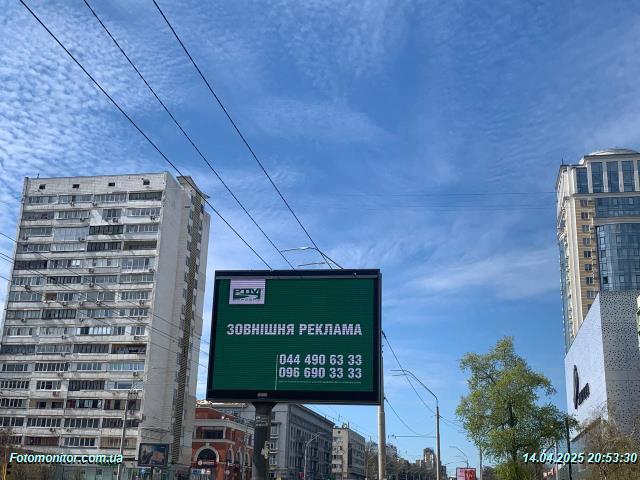 ЗОВНІШНЯ РЕКЛАМА
044 490 63 33
096 690 33 33
Fotomonitor.com.ua
14.04.2025 20:53:30